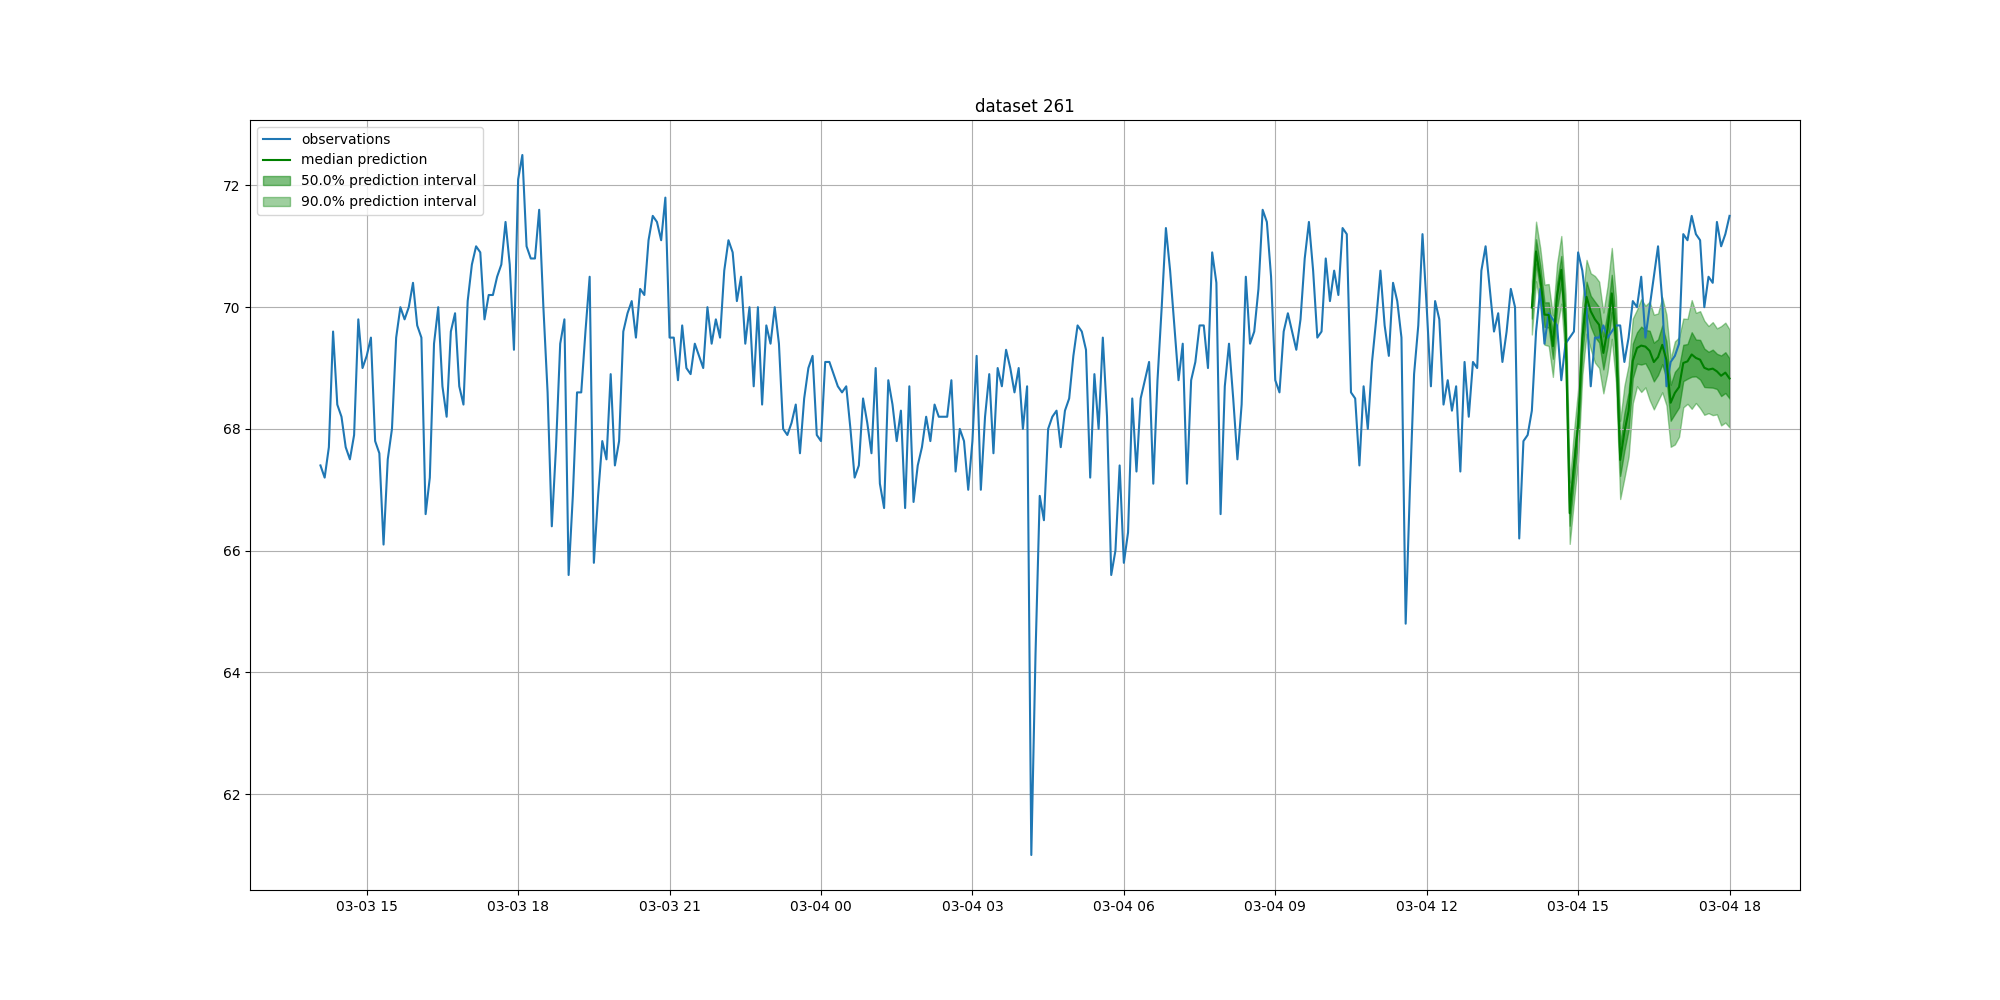 dataset 261
observations
median prediction
50.0% prediction interval
90.0% prediction interval
72
70
68
66
64
62
03-03 15 03-03 18 03-03 21 03-04 00 03-04 03 03-04 06 03-04 09 03-04 12 03-04 15 03-04 18